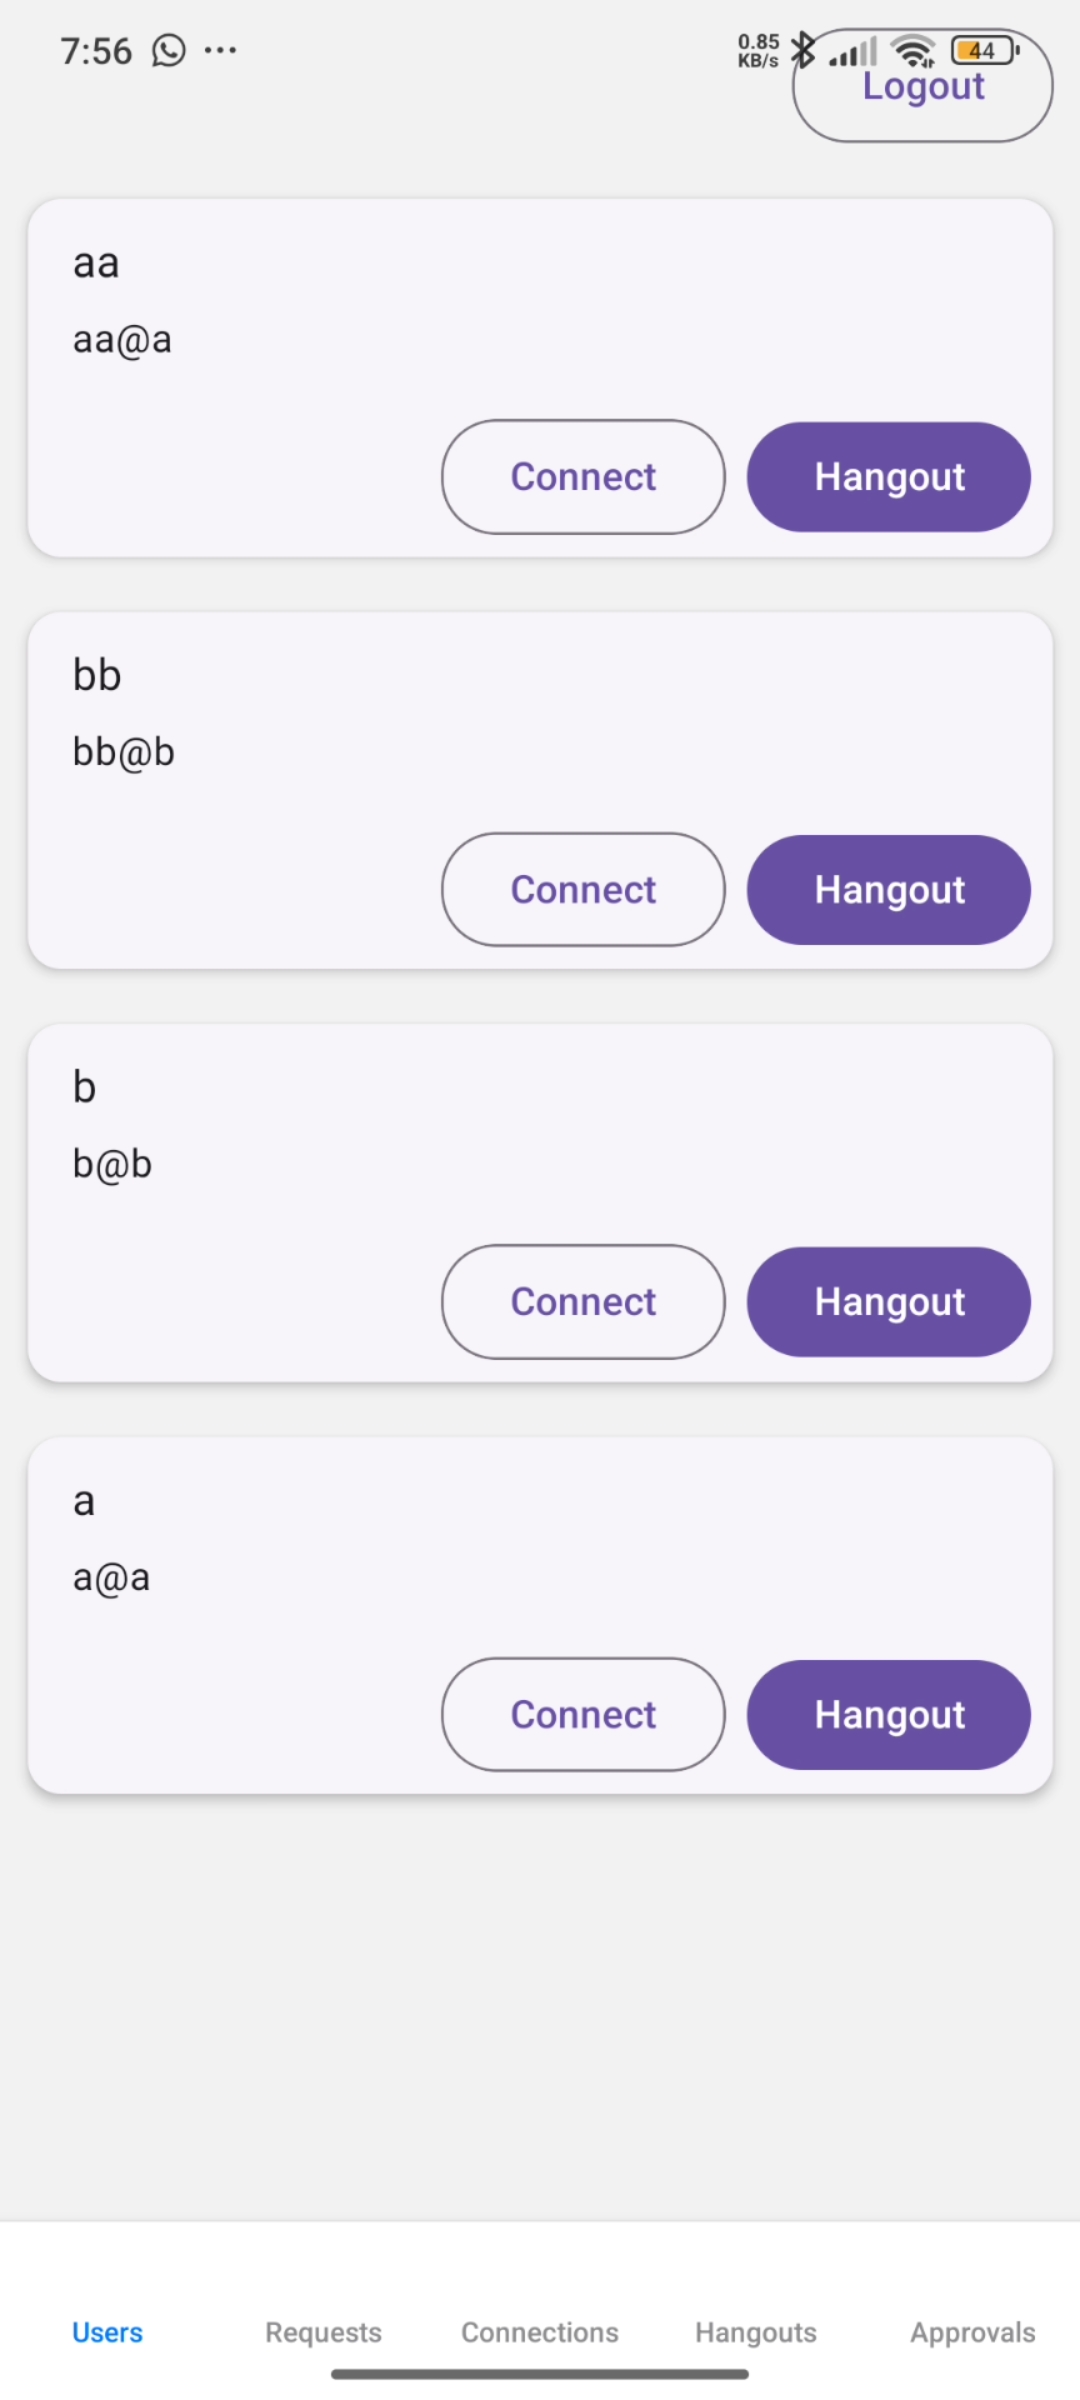 7:56 ...
0.85
KB/s
44
Logout
aa
aa@a
Connect Hangout
bb
bb@b
Connect Hangout
b
b@b
Connect Hangout
a
a@a
Connect Hangout
Users Requests Connections Hangouts Approvals